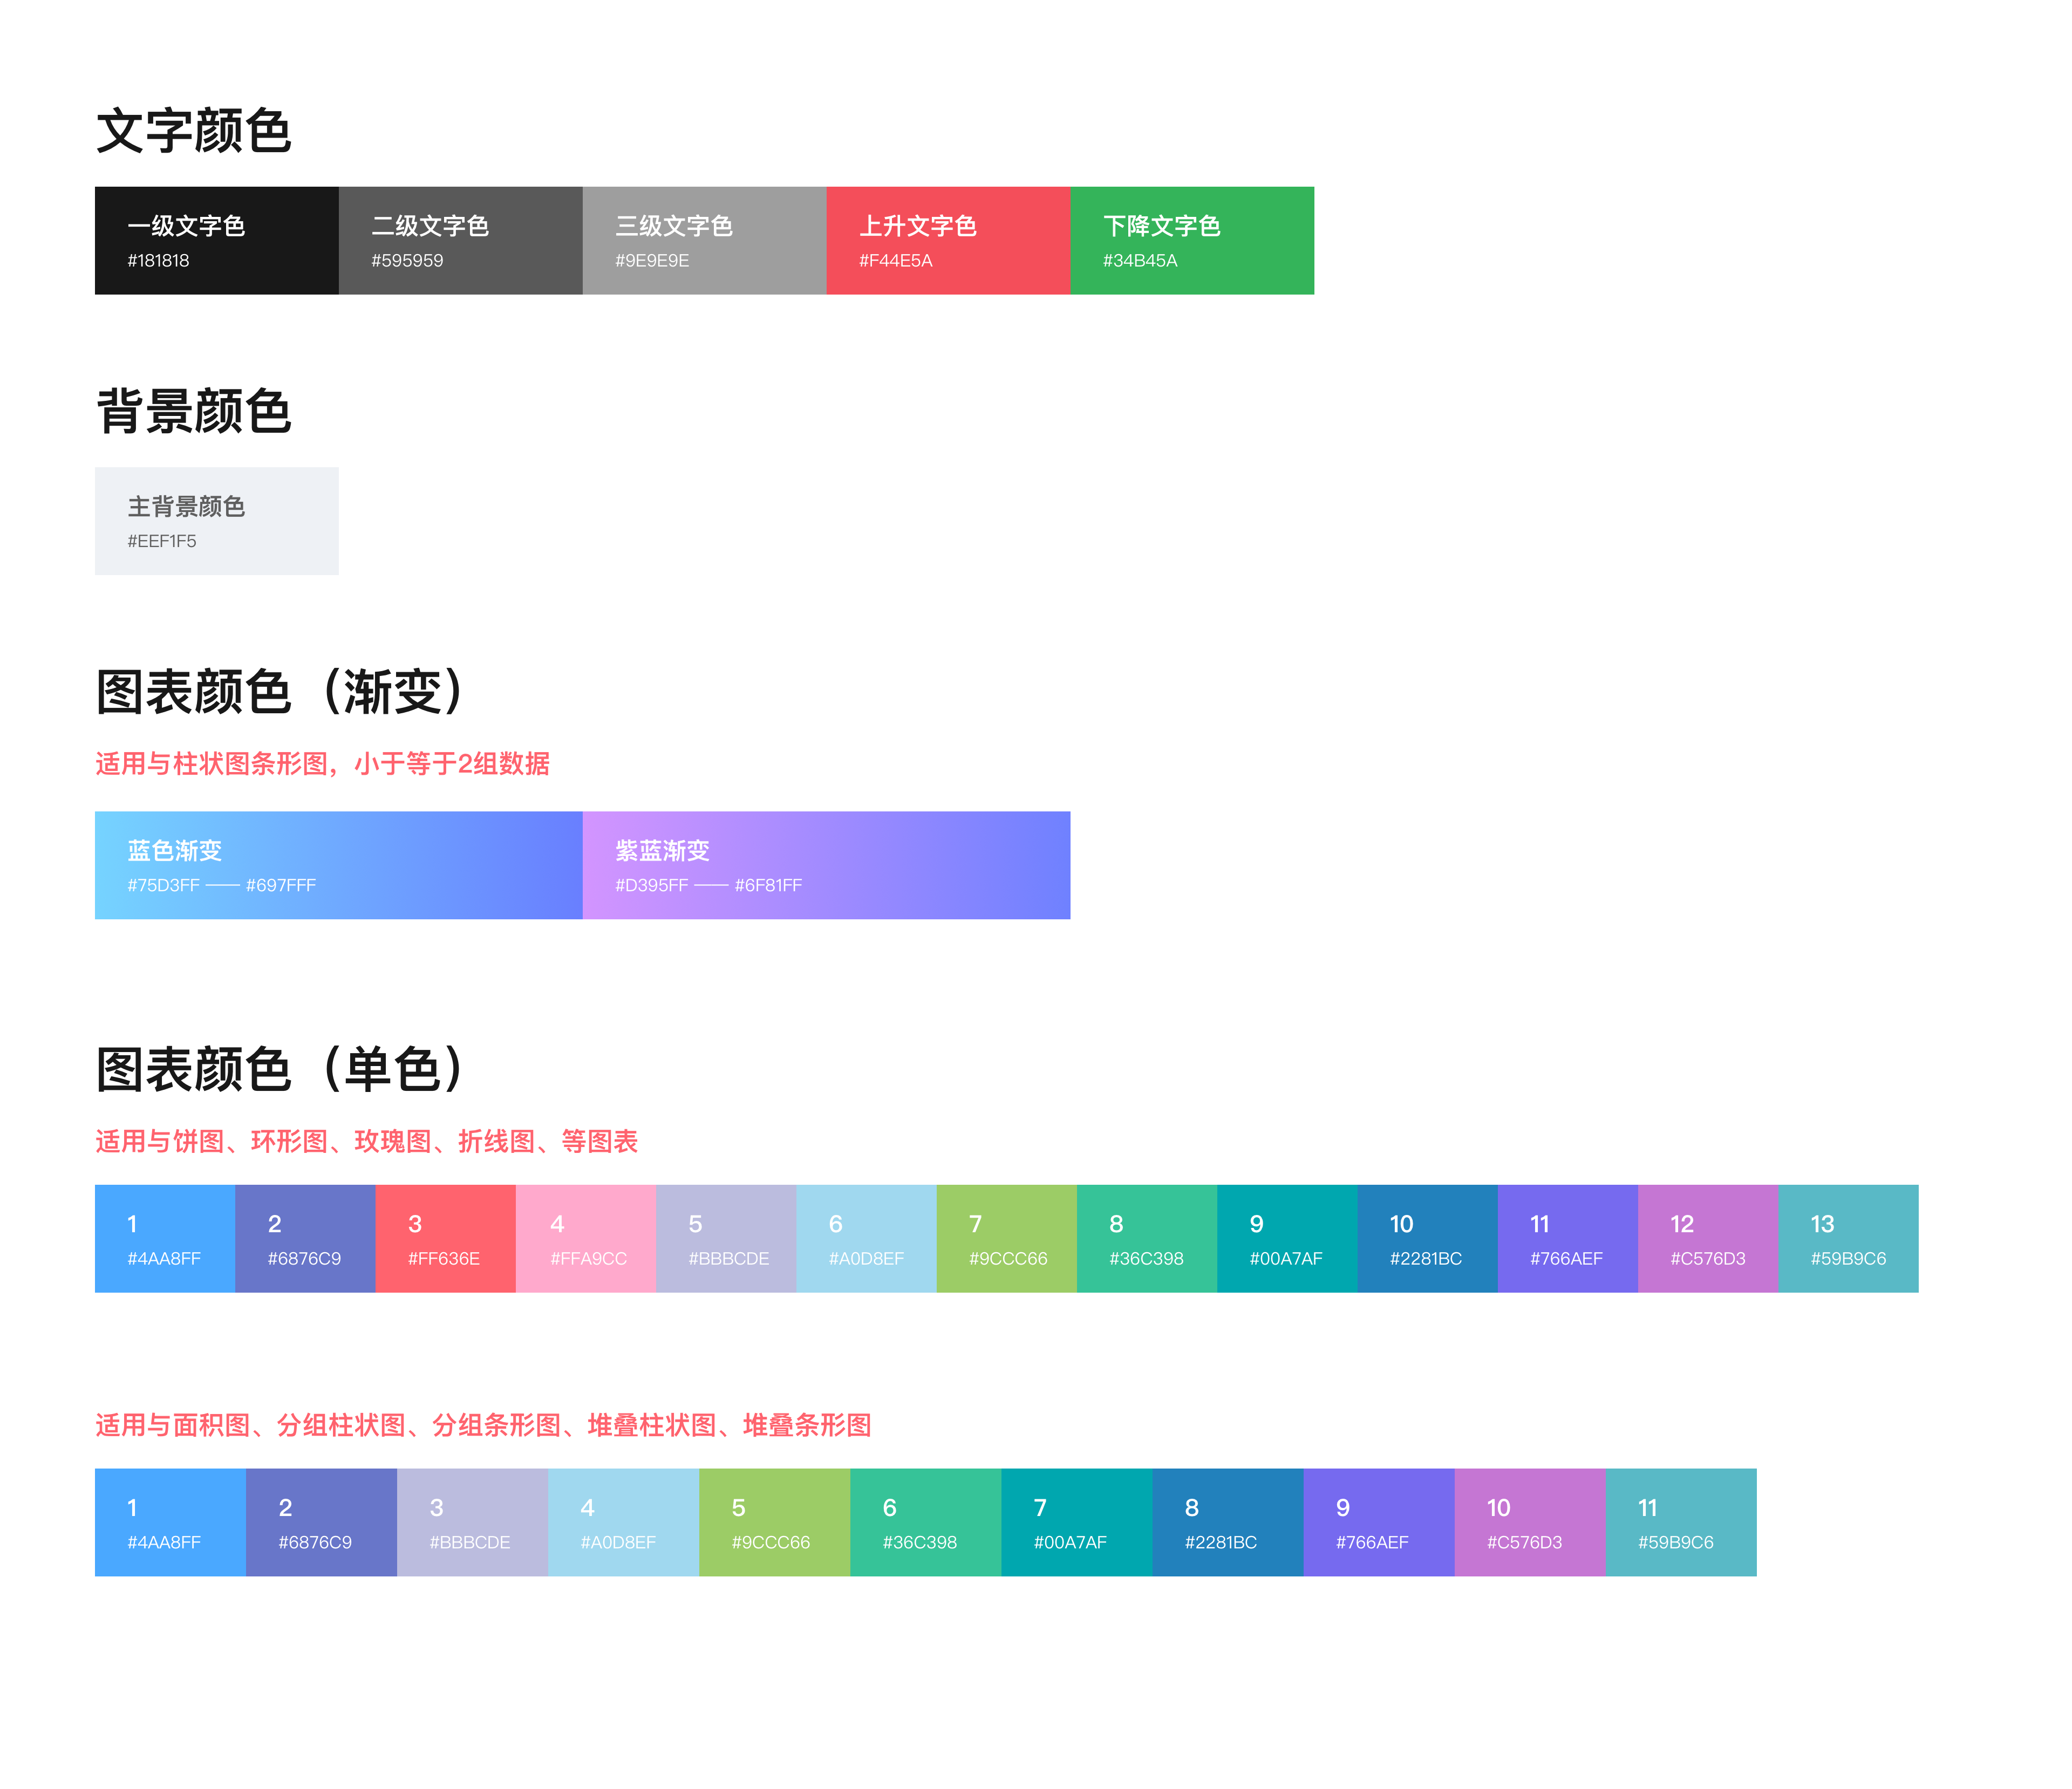 文字颜色
一级文字色 二级文字色 三级文字色 上升文字色 下降文字色
#181818 #595959 #9E9E9E #F44E5A #34B45A
背景颜色
主背景颜色
#EEF1F5
图表颜色（渐变）
适用与柱状图条形图，小于等于2组数据
蓝色渐变 紫蓝渐变
#75D3FF —— #697FFF #D395FF —— #6F81FF
图表颜色（单色）
适用与饼图、环形图、玫瑰图、折线图、等图表
1 2 3 4 5 6 7 8 9 10 11 12 13
#4AA8FF #6876C9 #FF636E #FFA9CC #BBBCDE #A0D8EF #9CCC66 #36C398 #00A7AF #2281BC #766AEF #C576D3 #59B9C6
适用与面积图、分组柱状图、分组条形图、堆叠柱状图、堆叠条形图
1 2 3 4 5 6 7 8 9 10 11
#4AA8FF #6876C9 #BBBCDE #A0D8EF #9CCC66 #36C398 #00A7AF #2281BC #766AEF #C576D3 #59B9C6